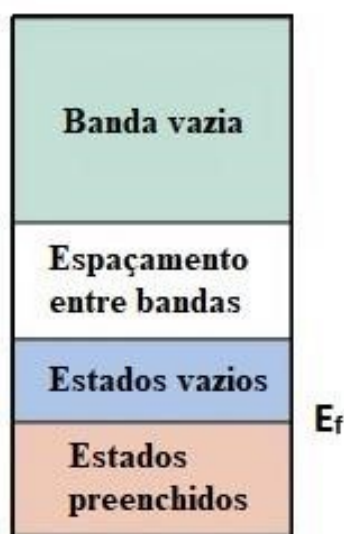 Banda vazia
Espaçamento
entre bandas
Estados vazios
Ef
Estados
preenchidos